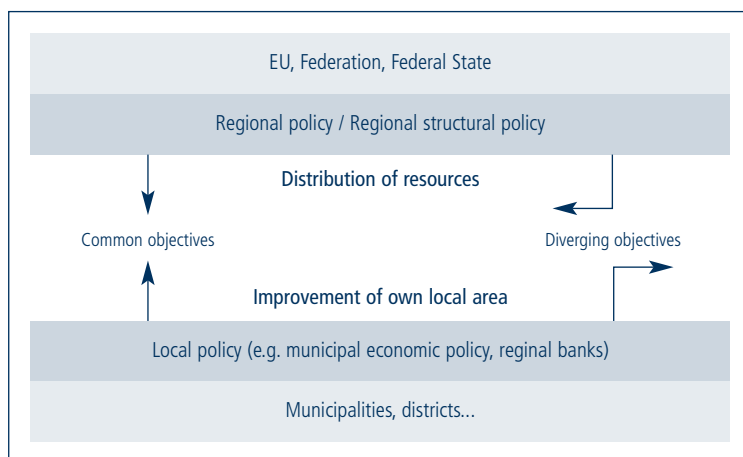 EU, Federation, Federal State
Regional policy / Regional structural policy
Distribution of resources
Common objectives
Diverging objectives
Improvement of own local area
Local policy (e.g. municipal economic policy, reginal banks)
Municipalities, districts...